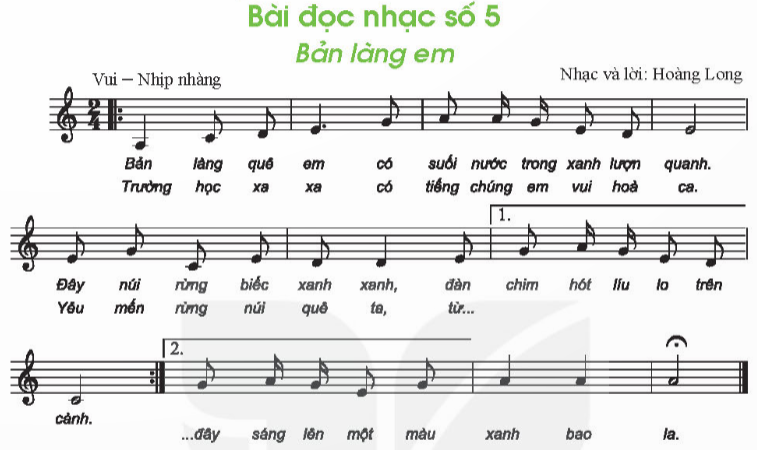 Bài đọc nhạc số 5
Bản làng em
Vui – Nhịp nhàng
Nhạc và lời: Hoàng Long
2
4
Bản làng quê em có suối nước trong xanh lượn quanh.
Trường học xa xa có tiếng chúng em vui hoà ca.
1.
Đây núi rừng biếc xanh xanh, đàn chim hót líu lo trên
Yêu mến rừng núi quê ta, từ...
2.
cành.
...đây sáng lên một màu xanh bao la.